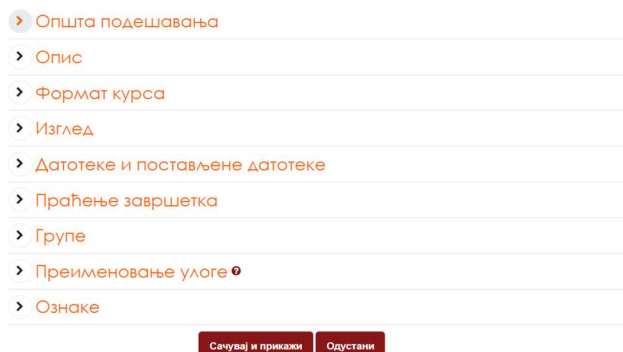 Општа подешавања
Опис
Формат курса
Изглед
Датотеке и постављене датотеке
Праћење завршетка
Групе
Преименовање улоге
Ознаке
Сачувај и прикажи Одустани